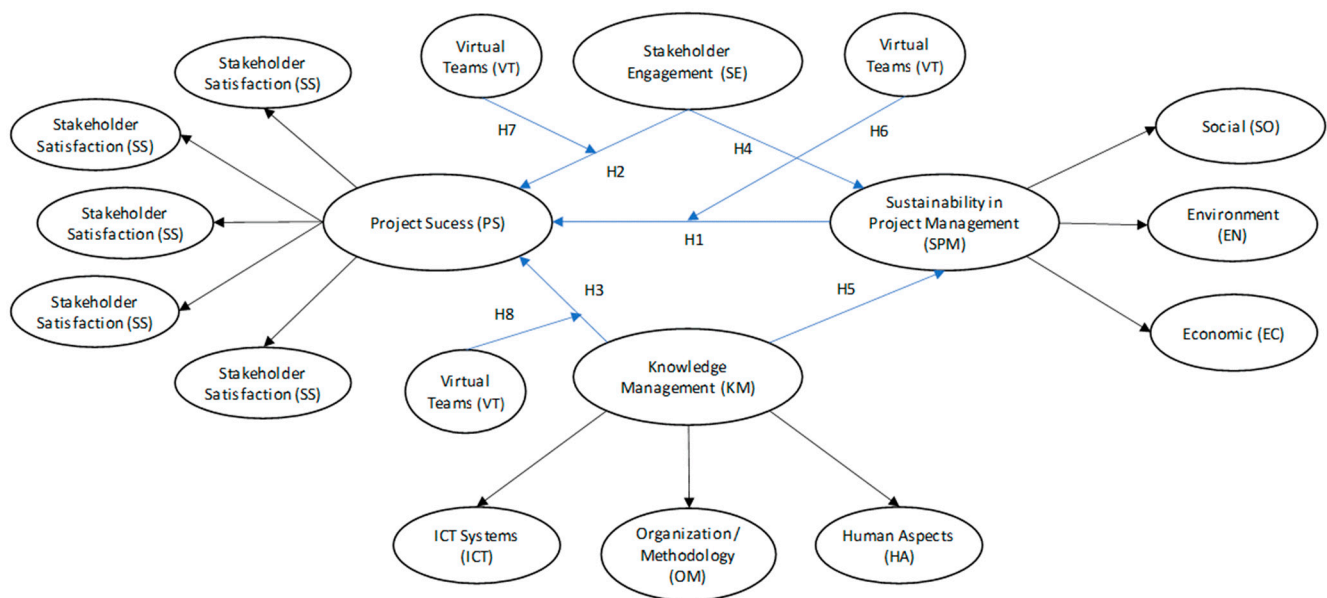 Virtual
Teams (VT)
Stakeholder
Engagement (SE)
Virtual
Teams (VT)
Stakeholder
Satisfaction (SS)
Stakeholder
Satisfaction (SS)
Social (SO)
H7
H6
H2
H4
Stakeholder
Satisfaction (SS)
Project Sucess (PS)
H1
Sustainability in
Project Management
(SPM)
Environment
(EN)
Stakeholder
Satisfaction (SS)
H3
H5
H8
Economic (EC)
Stakeholder
Satisfaction (SS)
Virtual
Teams (VT)
Knowledge
Management (KM)
ICT Systems
(ICT)
Organization/
Methodology
(OM)
Human Aspects
(HA)